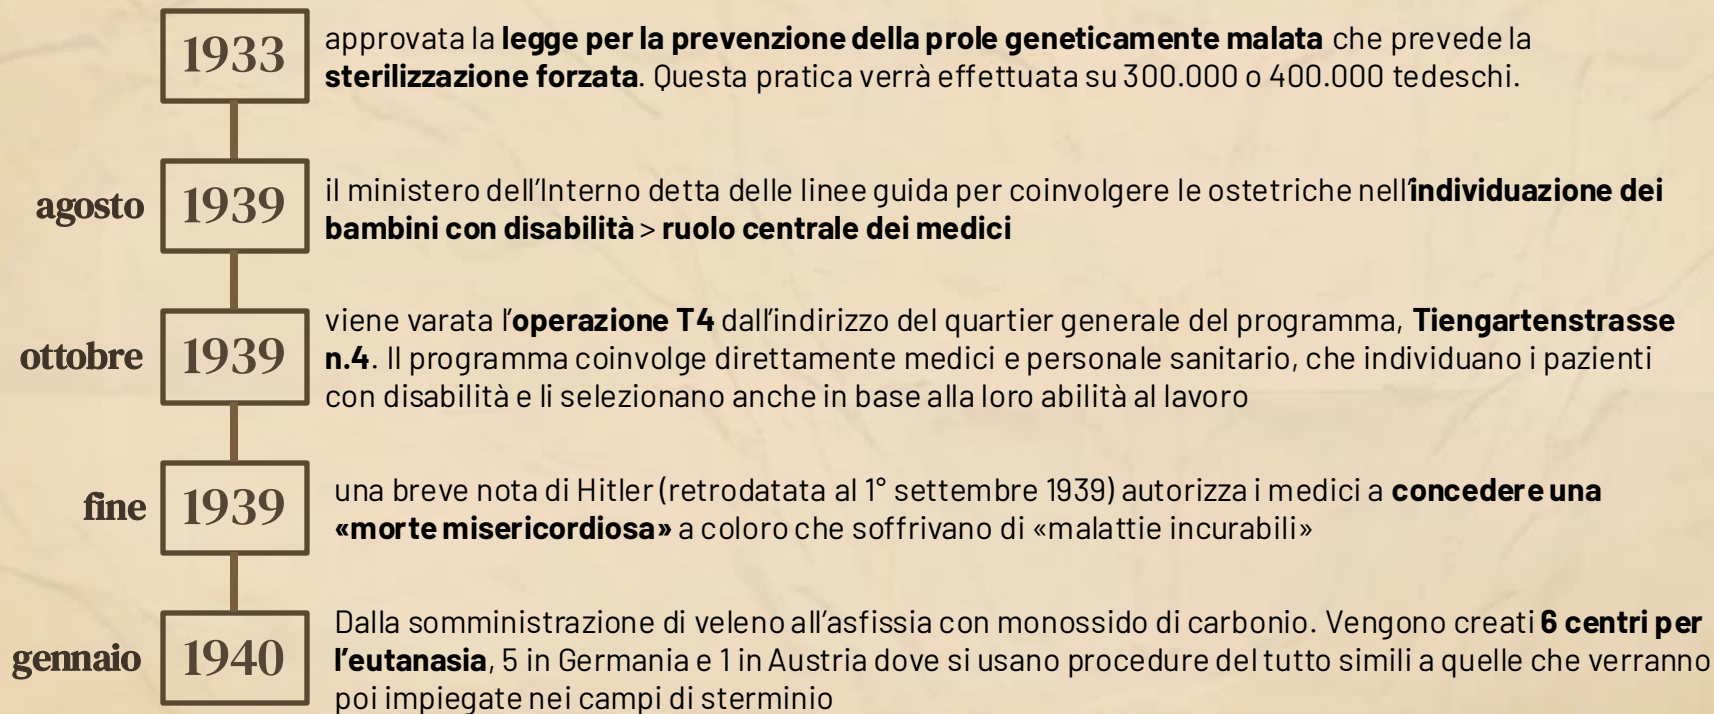 1933
approvata la legge per la prevenzione della prole geneticamente malata che prevede la
sterilizzazione forzata. Questa pratica verrà effettuata su 300.000 o 400.000 tedeschi.
agosto 1939
il ministero dell'Interno detta delle linee guida per coinvolgere le ostetriche nell'individuazione dei
bambini con disabilità > ruolo centrale dei medici
ottobre 1939
viene varata l'operazione T4 dall'indirizzo del quartier generale del programma, Tiengartenstrasse
n.4. Il programma coinvolge direttamente medici e personale sanitario, che individuano i pazienti
con disabilità e li selezionano anche in base alla loro abilità al lavoro
fine 1939
una breve nota di Hitler (retrodatata al 1° settembre 1939) autorizza i medici a concedere una
«morte misericordiosa» a coloro che soffrivano di «malattie incurabili»
gennaio 1940
Dalla somministrazione di veleno all'asfissia con monossido di carbonio. Vengono creati 6 centri per
l'eutanasia, 5 in Germania e 1 in Austria dove si usano procedure del tutto simili a quelle che verranno
poi impiegate nei campi di sterminio